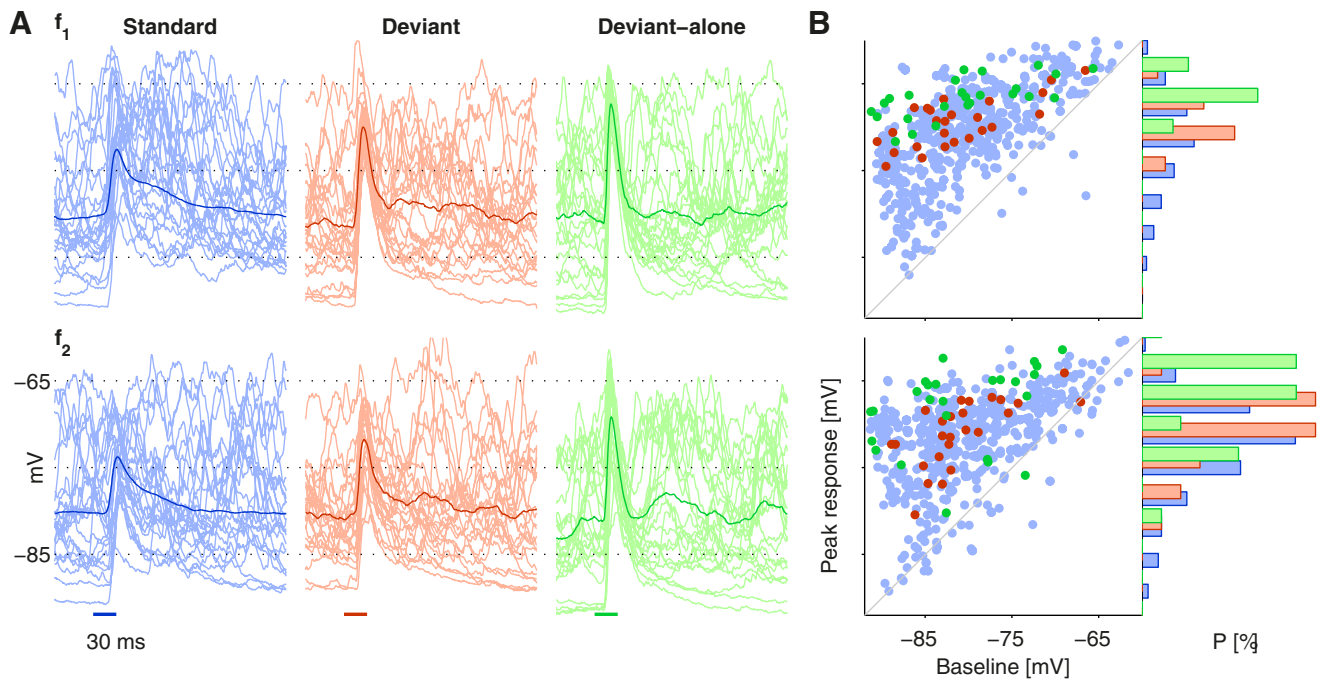 A f1 Standard Deviant Deviant–alone B
f2
–65
mV
–85
30 ms
Peak response [mV]
–85 –75 –65
Baseline [mV]
P [%]